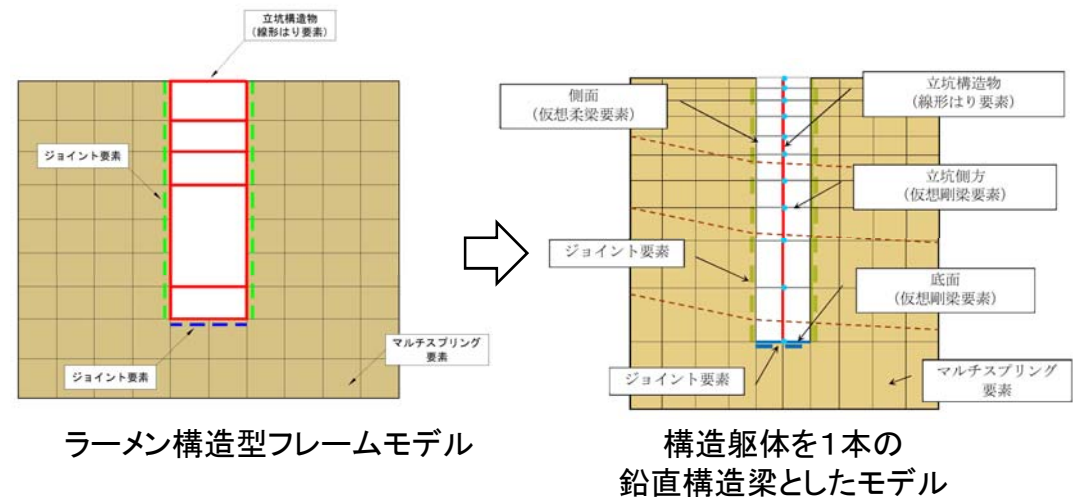 立坑構造物
(線形はり要素)
ジョイント要素
マルチスプリング
要素
ジョイント要素
ラーメン構造型フレームモデル
側面
(仮想柔梁要素)
立坑構造物
(線形はり要素)
立坑側方
(仮想剛梁要素)
ジョイント要素
底面
(仮想剛梁要素)
ジョイント要素
マルチスプリング
要素
構造躯体を1本の
鉛直構造梁としたモデル